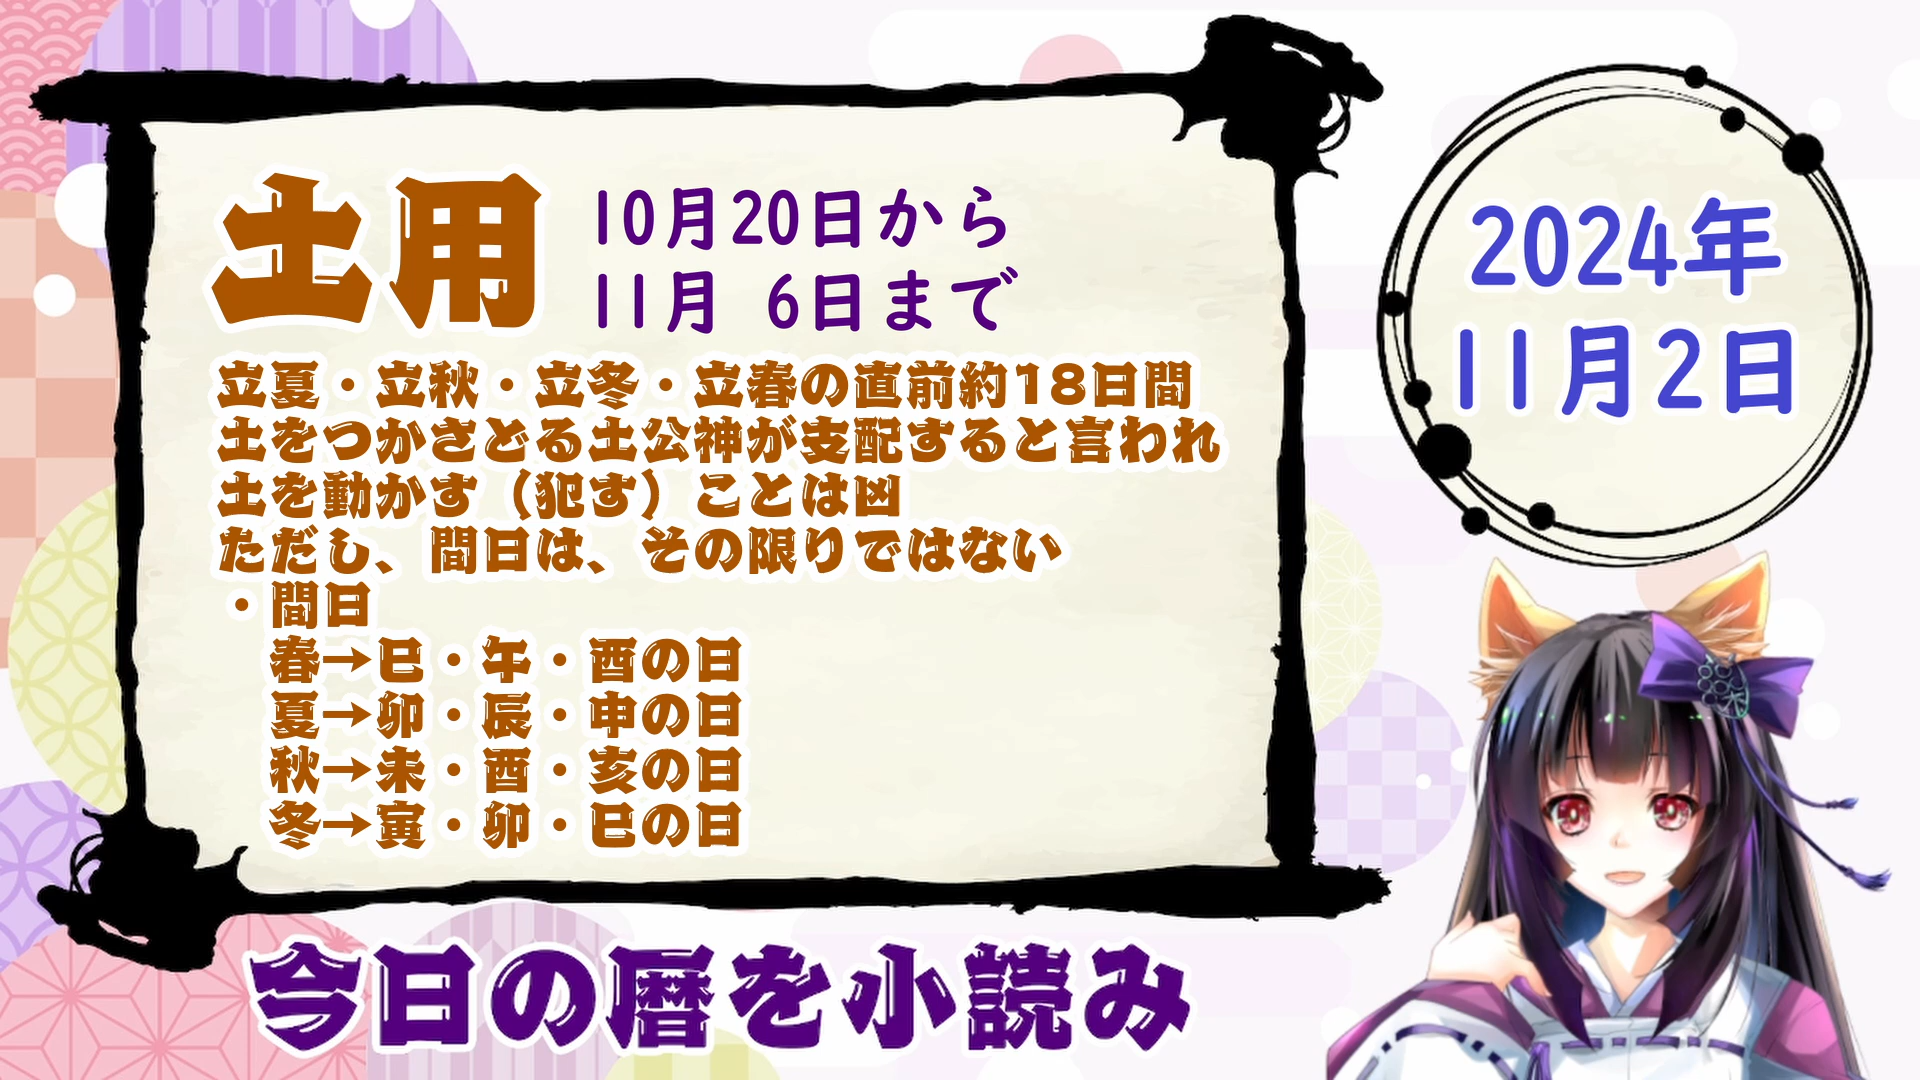 土用
10月20日から
11月 6日まで
立夏・立秋・立冬・立春の直前約18日間
土をつかさどる土公神が支配すると言われ
土を動かす（犯す）ことは凶
ただし、間日は、その限りではない
・間日
春→巳・午・酉の日
夏→卯・辰・申の日
秋→未・酉・亥の日
冬→寅・卯・巳の日
2024年
11月2日
今日の暦を小読み